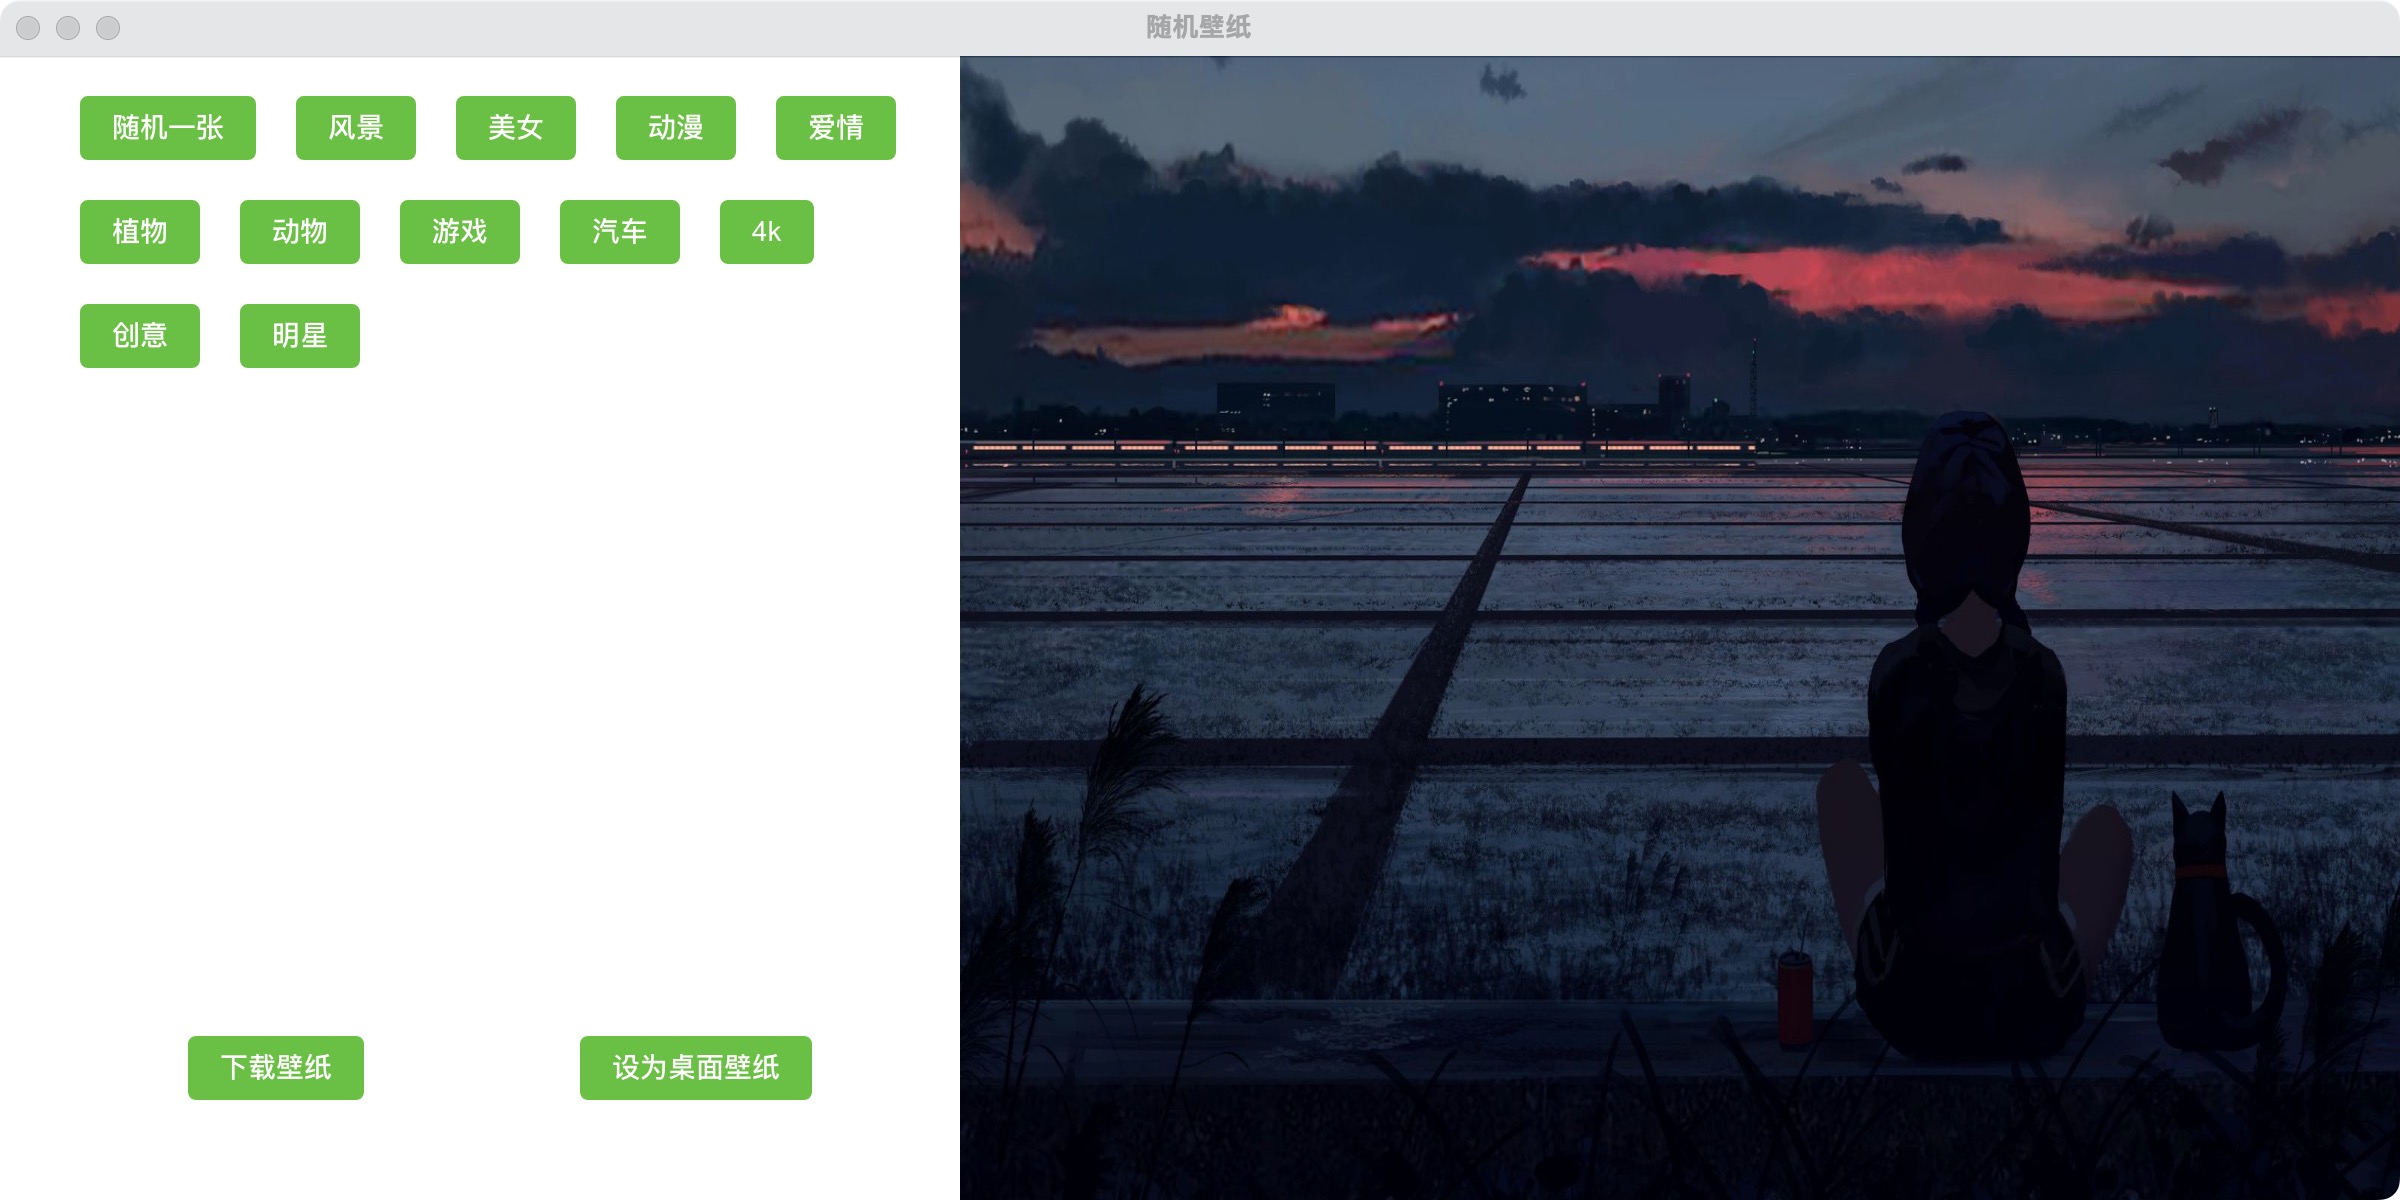 随机壁纸
随机一张 风景 美女 动漫 爱情
植物 动物 游戏 汽车 4k
创意 明星
下载壁纸 设为桌面壁纸